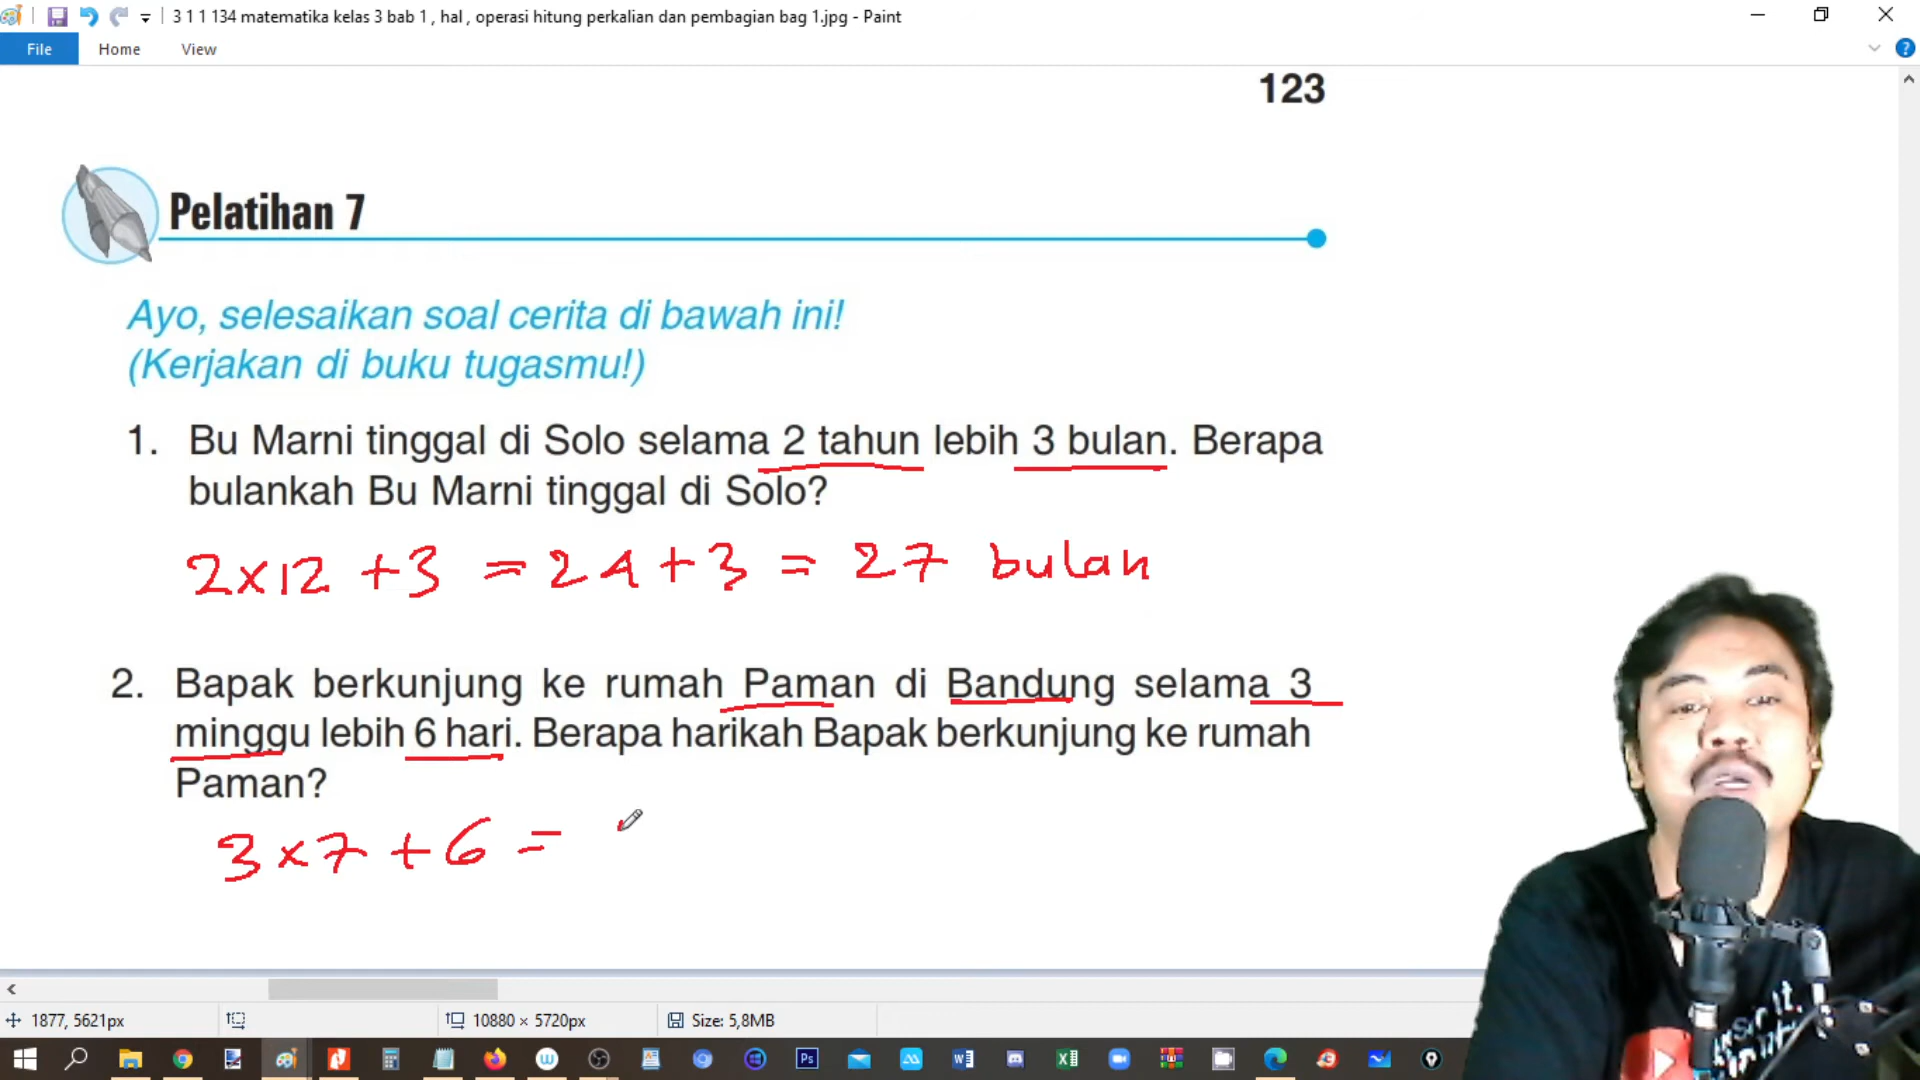 3 1 1 134 matematika kelas 3 bab 1 , hal , operasi hitung perkalian dan pembagian bag 1.jpg - Paint
File Home View
123
Pelatihan 7
Ayo, selesaikan soal cerita di bawah ini!
(Kerjakan di buku tugasmu!)
1. Bu Marni tinggal di Solo selama 2 tahun lebih 3 bulan. Berapa
bulankah Bu Marni tinggal di Solo?
2x12 +3 = 24+3 = 27 bulan
2. Bapak berkunjung ke rumah Paman di Bandung selama 3
minggu lebih 6 hari. Berapa harikah Bapak berkunjung ke rumah
Paman?
3x7+6 =
1877, 5621px 10880 × 5720px Size: 5,8MB
Ps